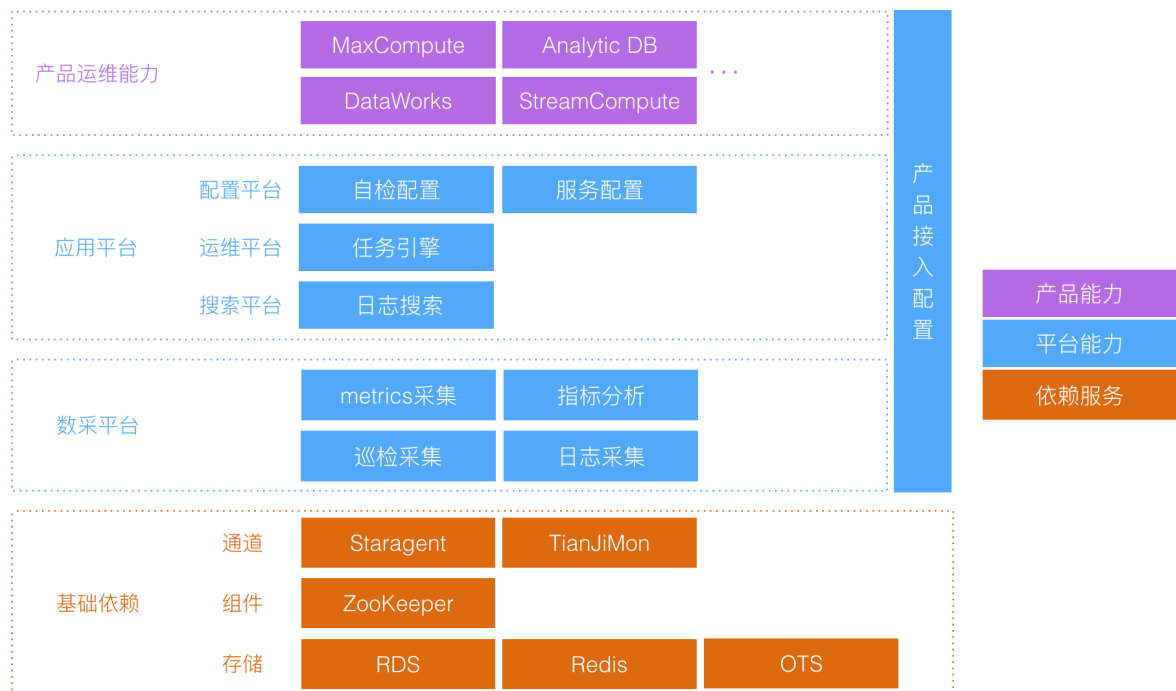 产品运维能力
MaxCompute
Analytic DB
DataWorks
StreamCompute
...
应用平台
配置平台
自检配置
服务配置
运维平台
任务引擎
搜索平台
日志搜索
数采平台
metrics采集
指标分析
巡检采集
日志采集
产品接入配置
基础依赖
通道
Staragent
TianJiMon
组件
ZooKeeper
存储
RDS
Redis
OTS
产品能力
平台能力
依赖服务